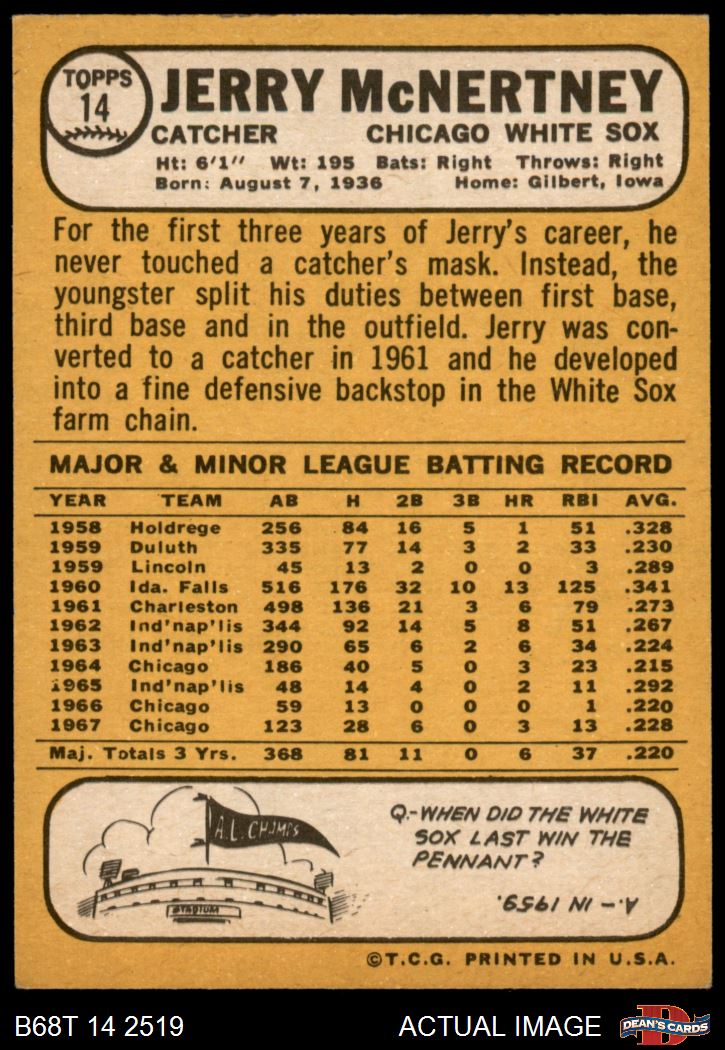 TOPPS
14
JERRY McNERTNEY
CATCHER CHICAGO WHITE SOX
Ht: 6'1" Wt: 195 Bats: Right Throws: Right
Born: August 7, 1936 Home: Gilbert, Iowa
For the first three years of Jerry's career, he
never touched a catcher's mask. Instead, the
youngster split his duties between first base,
third base and in the outfield. Jerry was con-
verted to a catcher in 1961 and he developed
into a fine defensive backstop in the White Sox
farm chain.
MAJOR & MINOR LEAGUE BATTING RECORD
YEAR TEAM AB H 2B 3B HR RBI AVG.
1958 Holdrege 256 84 16 5 1 51 .328
1959 Duluth 335 77 14 3 2 33 .230
1959 Lincoln 45 13 2 0 0 3 .289
1960 Ida. Falls 516 176 32 10 13 125 .341
1961 Charleston 498 136 21 3 6 79 .273
1962 Ind'nap'lis 344 92 14 5 8 51 .267
1963 Ind'nap'lis 290 65 6 2 6 34 .224
1964 Chicago 186 40 5 0 3 23 .215
1965 Ind'nap'lis 48 14 4 0 2 11 .292
1966 Chicago 59 13 0 0 0 1 .220
1967 Chicago 123 28 6 0 3 13 .228
Maj. Totals 3 Yrs. 368 81 11 0 6 37 .220
A.L. CHAMPS
STADIUM
Q.-WHEN DID THE WHITE
SOX LAST WIN THE
PENNANT?
A.-IN 1959.
©T.C.G. PRINTED IN U.S.A.
B68T 14 2519 ACTUAL IMAGE
D
DEAN'S CARDS